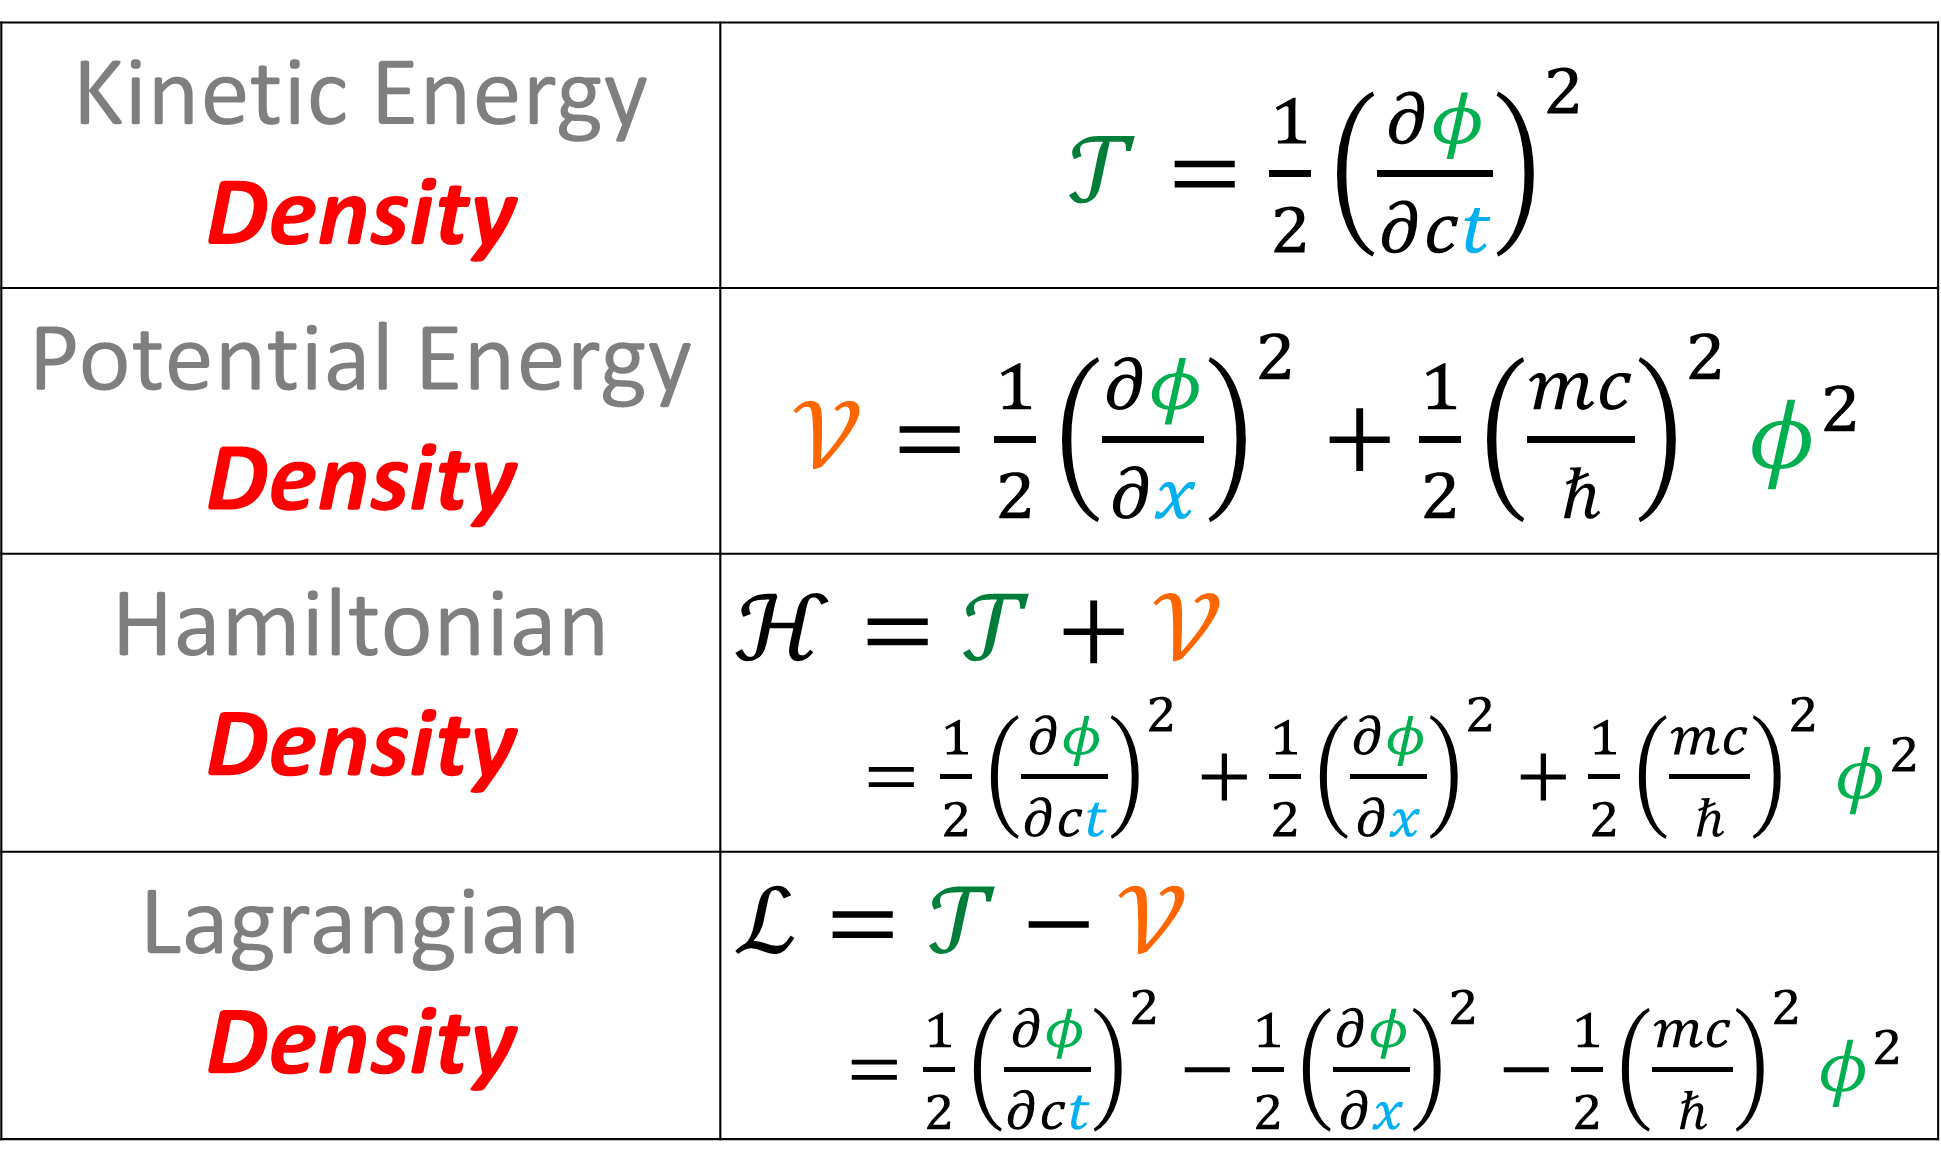 Kinetic Energy
Density
𝒯 = 1/2 (∂ϕ/∂ct)²
Potential Energy
Density
𝒱 = 1/2 (∂ϕ/∂x)² + 1/2 (mc/ħ)² ϕ²
Hamiltonian
Density
ℋ = 𝒯 + 𝒱
= 1/2 (∂ϕ/∂ct)² + 1/2 (∂ϕ/∂x)² + 1/2 (mc/ħ)² ϕ²
Lagrangian
Density
ℒ = 𝒯 − 𝒱
= 1/2 (∂ϕ/∂ct)² − 1/2 (∂ϕ/∂x)² − 1/2 (mc/ħ)² ϕ²